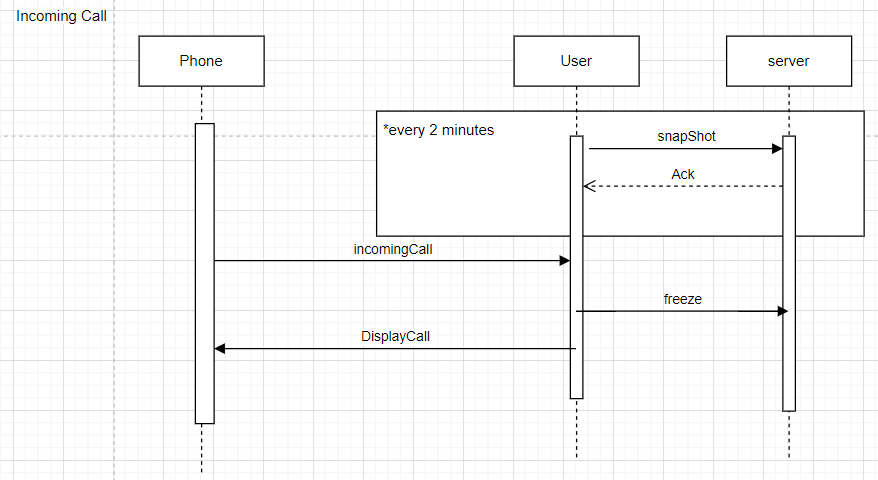 Incoming Call
Phone
User
server
*every 2 minutes
snapShot
Ack
incomingCall
freeze
DisplayCall